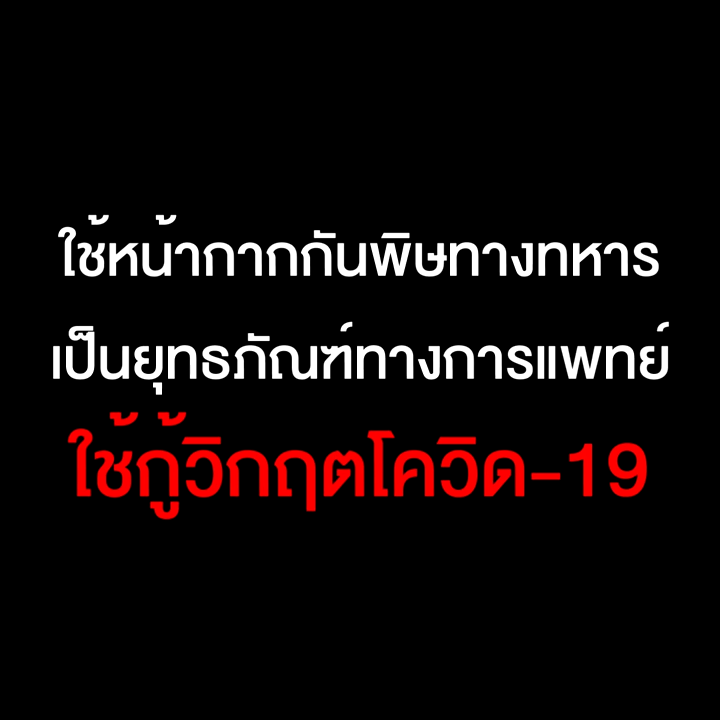 ใช้หน้ากากกันพิษทางทหาร
เป็นยุทธภัณฑ์ทางการแพทย์
ใช้กู้วิกฤตโควิด-19